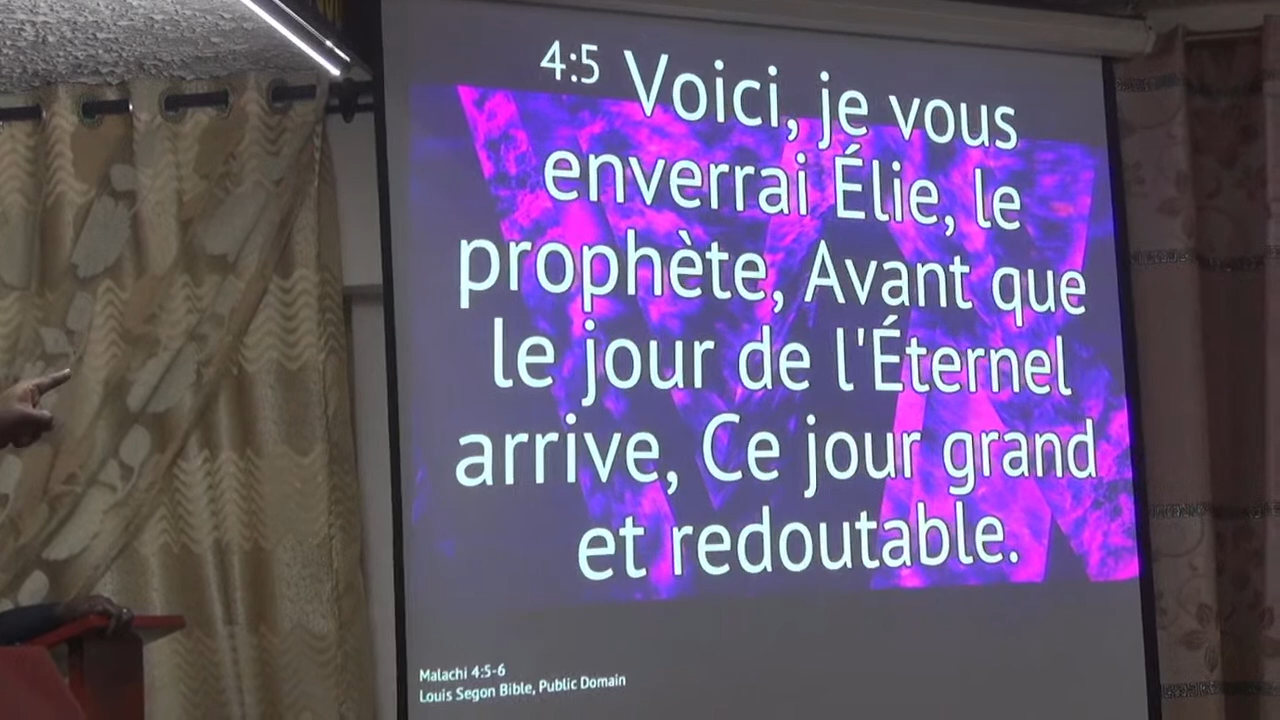 4:5 Voici, je vous
enverrai Élie, le
prophète, Avant que
le jour de l'Éternel
arrive, Ce jour grand
et redoutable.
Malachi 4:5-6
Louis Segon Bible, Public Domain